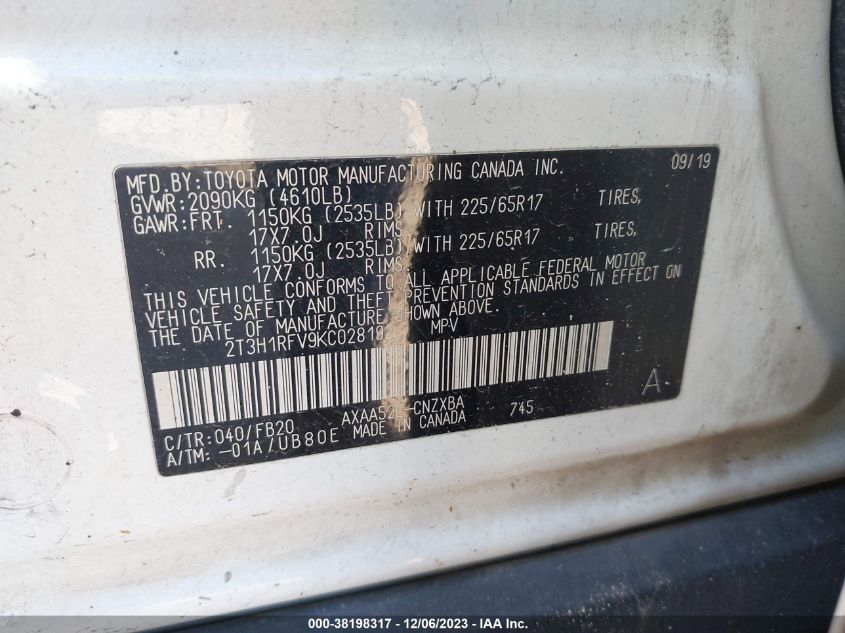 MFD.BY:TOYOTA MOTOR MANUFACTURING CANADA INC. 09/19
GVWR:2090KG (4610LB)
GAWR:FRT. 1150KG (2535LB) WITH 225/65R17 TIRES,
17X7.0J RIMS,
RR. 1150KG (2535LB) WITH 225/65R17 TIRES,
17X7.0J RIMS,
THIS VEHICLE CONFORMS TO ALL APPLICABLE FEDERAL MOTOR
VEHICLE SAFETY AND THEFT PREVENTION STANDARDS IN EFFECT ON
THE DATE OF MANUFACTURE SHOWN ABOVE.
MPV
A
C/TR:040/FB20 745
A/TM: -01A/UB80E MADE IN CANADA
000-38198317 - 12/06/2023 - IAA Inc.